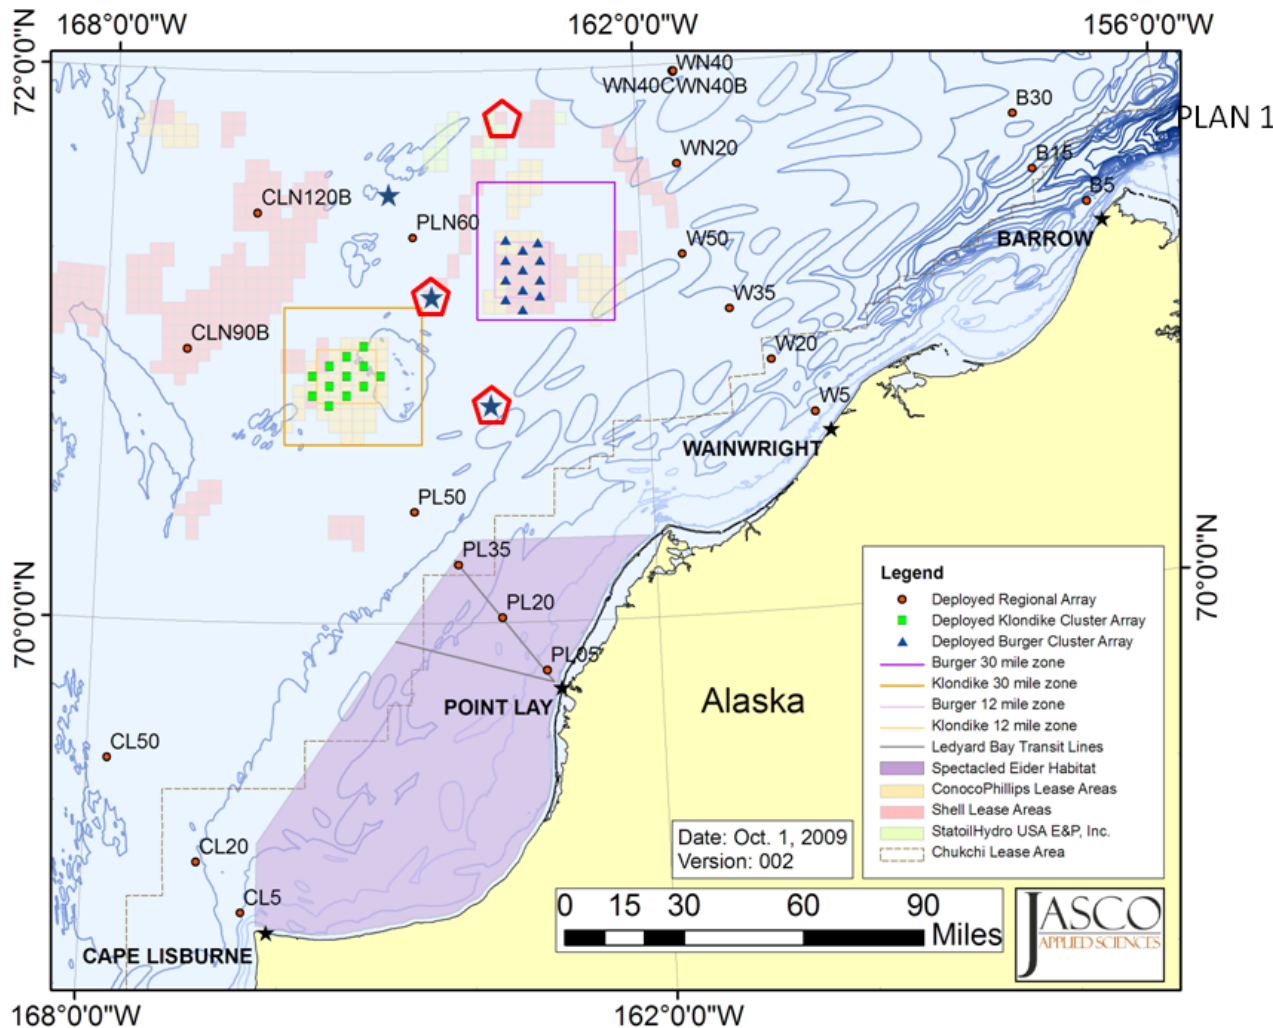 168°0'0"W
162°0'0"W
156°0'0"W
72°0'0"N
WN40
WN40CWN40B
B30
PLAN 1
WN20
B15
B5
CLN120B
PLN60
W50
BARROW
W35
CLN90B
W20
W5
WAINWRIGHT
PL50
70°0'0"N
PL35
PL20
70°0'0"N
PL05
POINT LAY
Alaska
CL50
CL20
CL5
CAPE LISBURNE
Legend
Deployed Regional Array
Deployed Klondike Cluster Array
Deployed Burger Cluster Array
Burger 30 mile zone
Klondike 30 mile zone
Burger 12 mile zone
Klondike 12 mile zone
Ledyard Bay Transit Lines
Spectacled Eider Habitat
ConocoPhillips Lease Areas
Shell Lease Areas
StatoilHydro USA E&P, Inc.
Chukchi Lease Area
Date: Oct. 1, 2009
Version: 002
0 15 30 60 90
Miles
JASCO
APPLIED SCIENCES
168°0'0"W
162°0'0"W